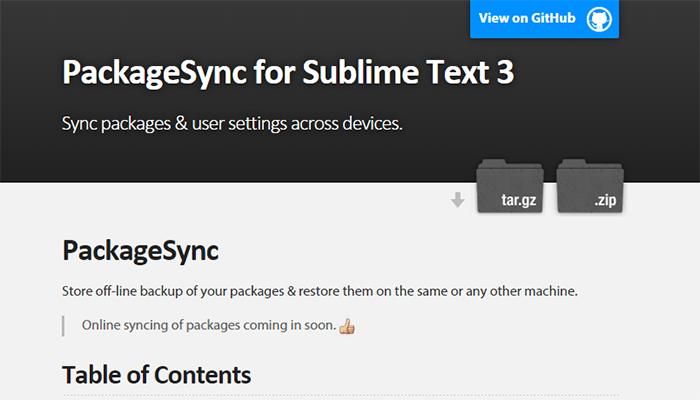 View on GitHub
PackageSync for Sublime Text 3
Sync packages & user settings across devices.
tar.gz
.zip
PackageSync
Store off-line backup of your packages & restore them on the same or any other machine.
Online syncing of packages coming in soon. 👍
Table of Contents